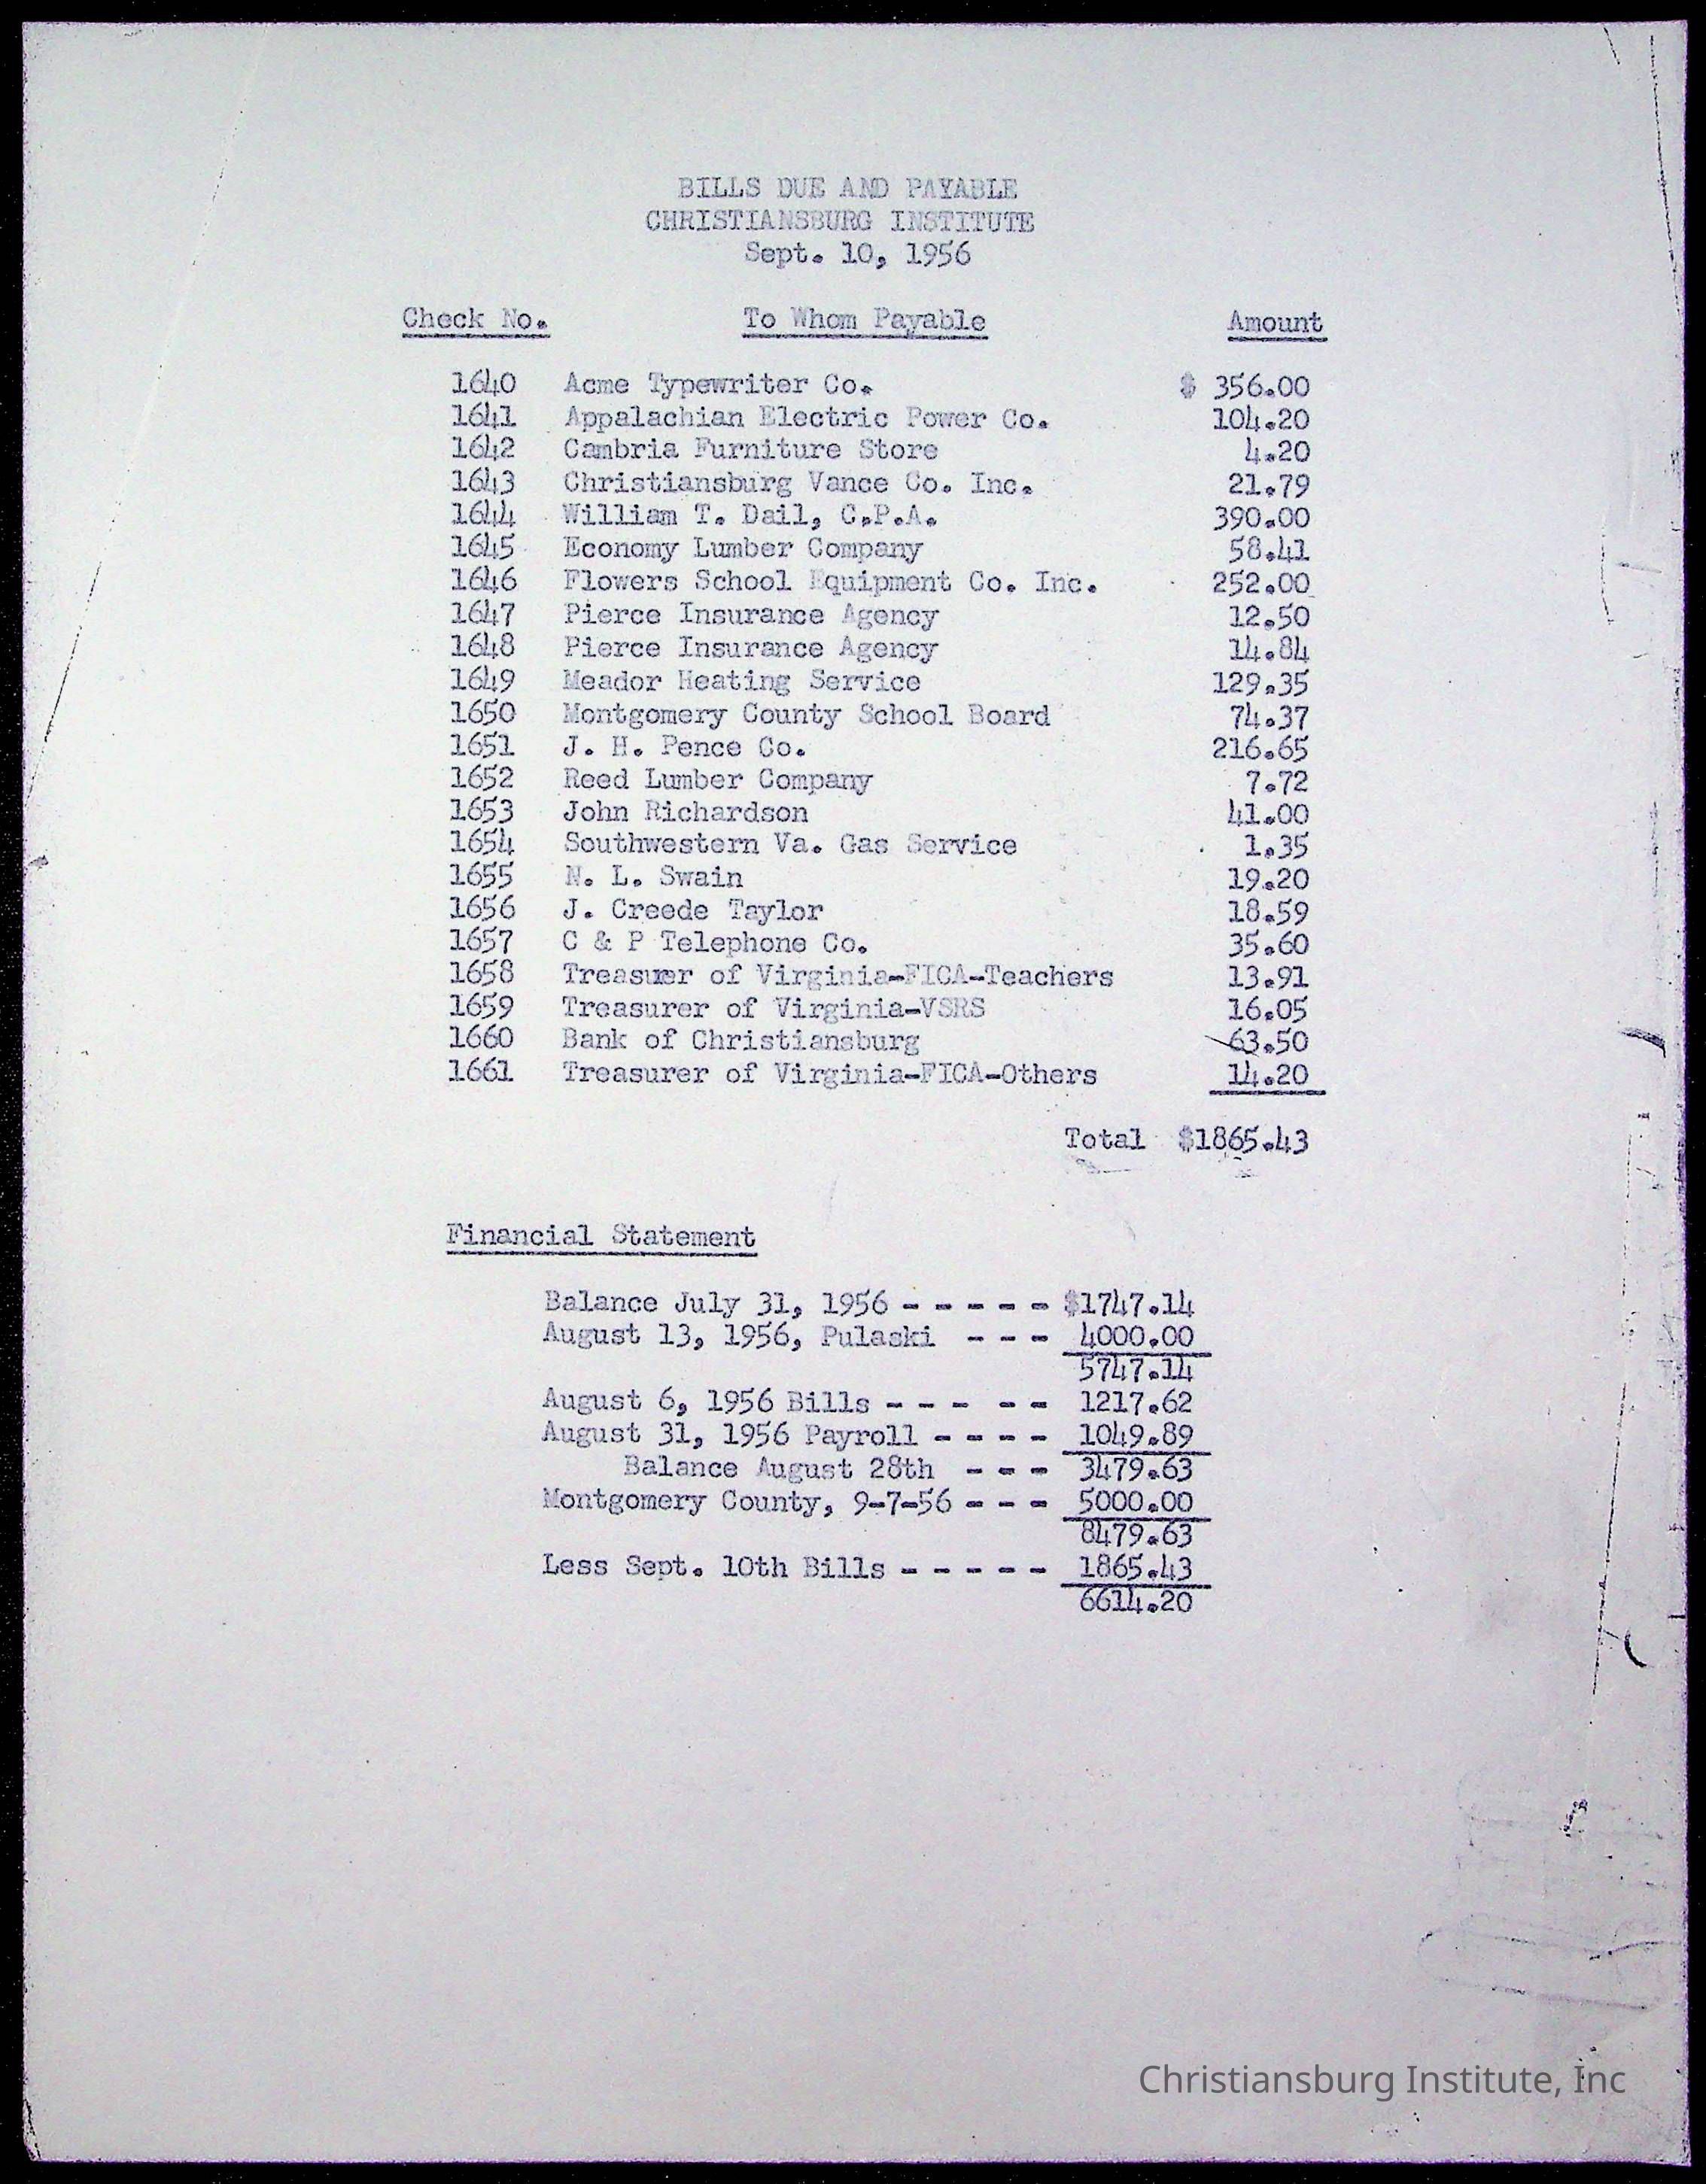 BILLS DUE AND PAYABLE
CHRISTIANSBURG INSTITUTE
Sept. 10, 1956
Check No. To Whom Payable Amount
1640 Acme Typewriter Co. $ 356.00
1641 Appalachian Electric Power Co. 104.20
1642 Cambria Furniture Store 4.20
1643 Christiansburg Vance Co. Inc. 21.79
1644 William T. Dail, C.P.A. 390.00
1645 Economy Lumber Company 58.41
1646 Flowers School Equipment Co. Inc. 252.00
1647 Pierce Insurance Agency 12.50
1648 Pierce Insurance Agency 14.84
1649 Meador Heating Service 129.35
1650 Montgomery County School Board 74.37
1651 J. H. Pence Co. 216.65
1652 Reed Lumber Company 7.72
1653 John Richardson 41.00
1654 Southwestern Va. Gas Service 1.35
1655 N. L. Swain 19.20
1656 J. Creede Taylor 18.59
1657 C & P Telephone Co. 35.60
1658 Treasurer of Virginia-FICA-Teachers 13.91
1659 Treasurer of Virginia-VSRS 16.05
1660 Bank of Christiansburg 63.50
1661 Treasurer of Virginia-FICA-Others 14.20
Total $1865.43
Financial Statement
Balance July 31, 1956 - - - - - $1747.14
August 13, 1956, Pulaski - - - 4000.00
5747.14
August 6, 1956 Bills - - - - - 1217.62
August 31, 1956 Payroll - - - - 1049.89
Balance August 28th - - - 3479.63
Montgomery County, 9-7-56 - - - 5000.00
8479.63
Less Sept. 10th Bills - - - - - 1865.43
6614.20
Christiansburg Institute, Inc